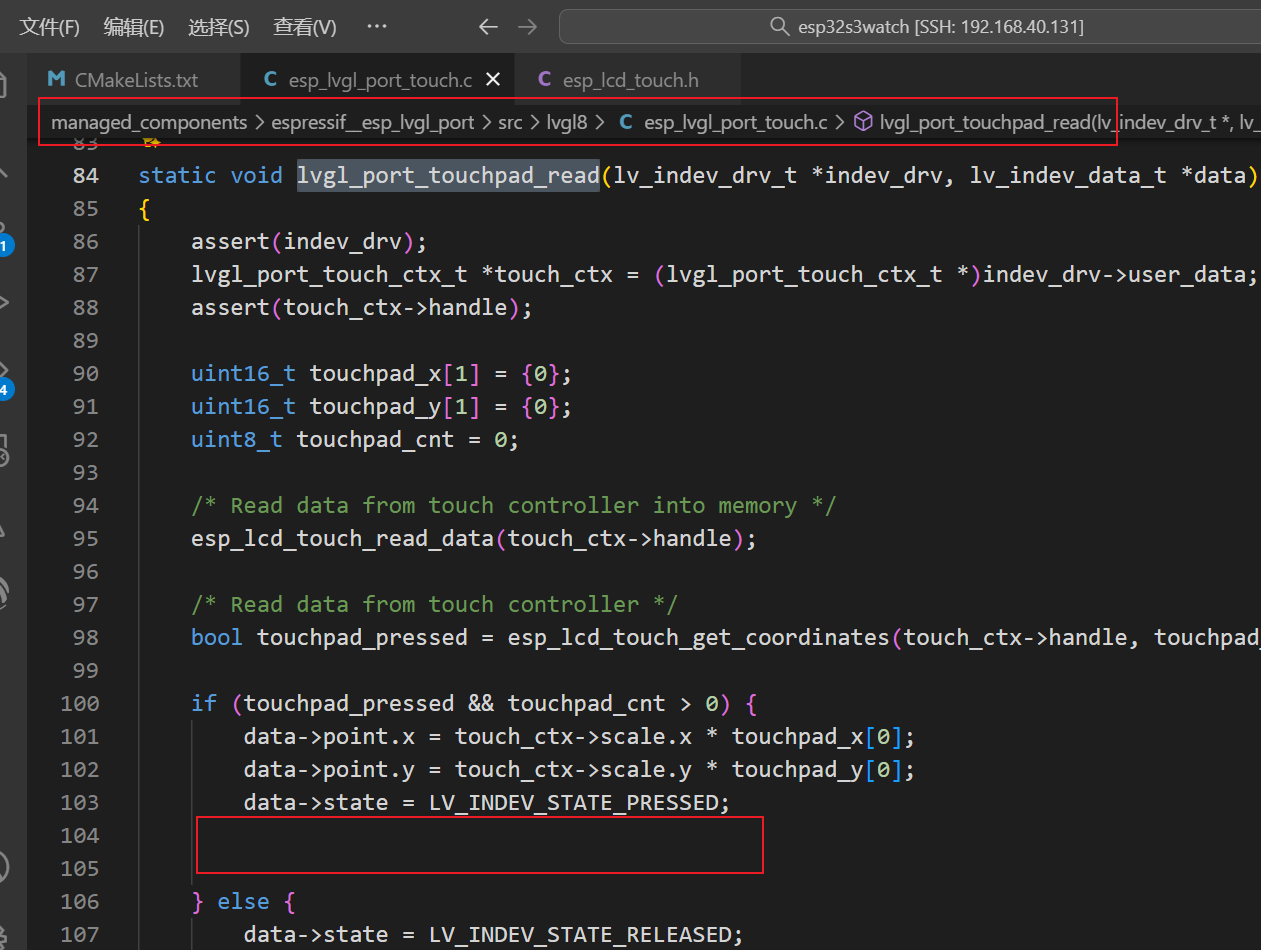 文件(F) 编辑(E) 选择(S) 查看(V) ··· ← → esp32s3watch [SSH: 192.168.40.131]
M CMakeLists.txt C esp_lvgl_port_touch.c × C esp_lcd_touch.h
managed_components > espressif__esp_lvgl_port > src > lvgl8 > C esp_lvgl_port_touch.c > lvgl_port_touchpad_read(lv_indev_drv_t *, lv_
83
84 static void lvgl_port_touchpad_read(lv_indev_drv_t *indev_drv, lv_indev_data_t *data)
85 {
86 assert(indev_drv);
87 lvgl_port_touch_ctx_t *touch_ctx = (lvgl_port_touch_ctx_t *)indev_drv->user_data;
88 assert(touch_ctx->handle);
89
90 uint16_t touchpad_x[1] = {0};
91 uint16_t touchpad_y[1] = {0};
92 uint8_t touchpad_cnt = 0;
93
94 /* Read data from touch controller into memory */
95 esp_lcd_touch_read_data(touch_ctx->handle);
96
97 /* Read data from touch controller */
98 bool touchpad_pressed = esp_lcd_touch_get_coordinates(touch_ctx->handle, touchpad_
99
100 if (touchpad_pressed && touchpad_cnt > 0) {
101 data->point.x = touch_ctx->scale.x * touchpad_x[0];
102 data->point.y = touch_ctx->scale.y * touchpad_y[0];
103 data->state = LV_INDEV_STATE_PRESSED;
104
105
106 } else {
107 data->state = LV_INDEV_STATE_RELEASED;
1
4